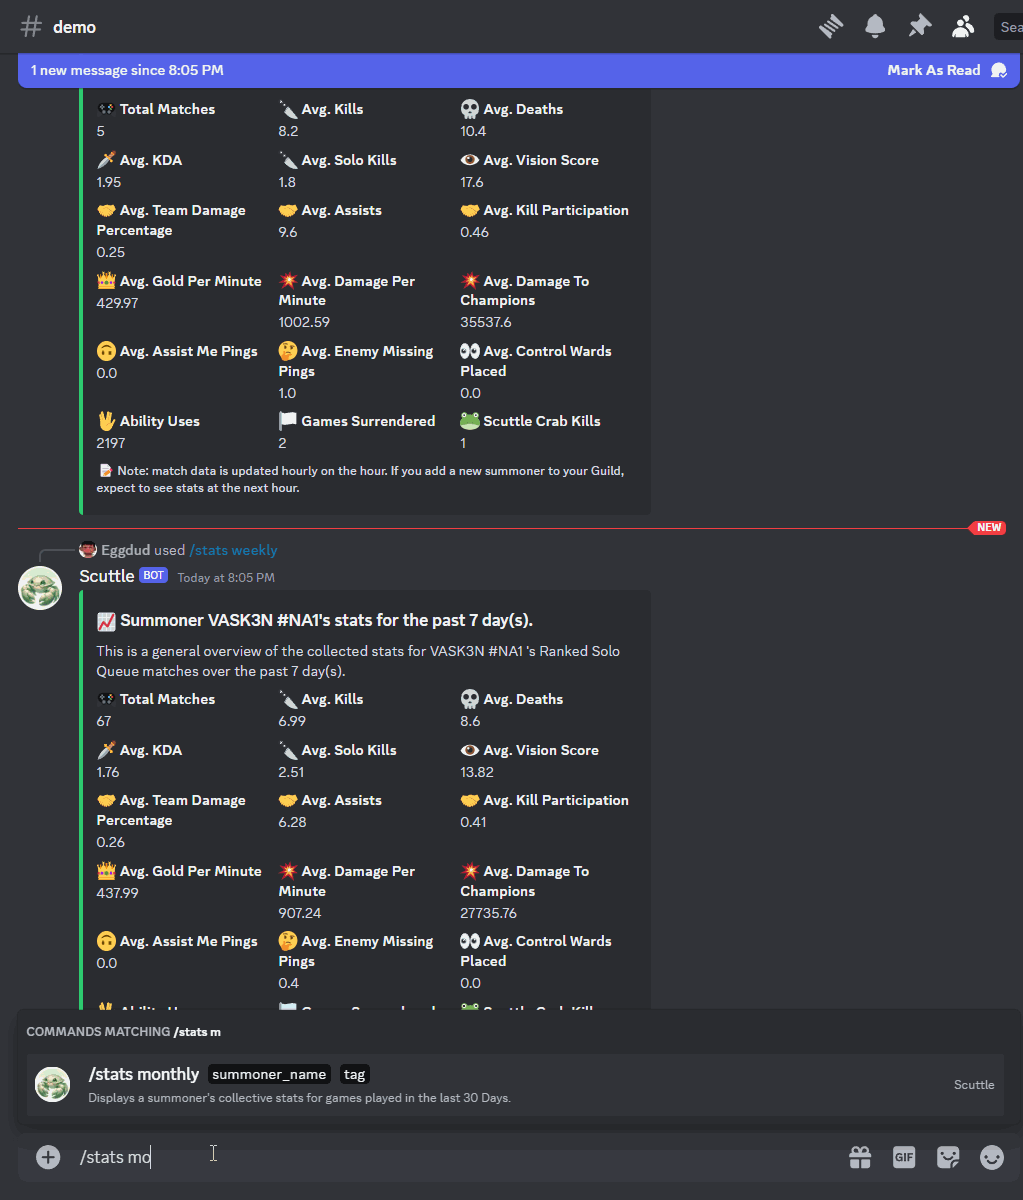 demo
Sea
1 new message since 8:05 PM
Mark As Read
Total Matches Avg. Kills Avg. Deaths
5 8.2 10.4
Avg. KDA Avg. Solo Kills Avg. Vision Score
1.95 1.8 17.6
Avg. Team Damage Avg. Assists Avg. Kill Participation
Percentage 9.6 0.46
0.25
Avg. Gold Per Minute Avg. Damage Per Avg. Damage To
429.97 Minute Champions
1002.59 35537.6
Avg. Assist Me Pings Avg. Enemy Missing Avg. Control Wards
0.0 Pings Placed
1.0 0.0
Ability Uses Games Surrendered Scuttle Crab Kills
2197 2 1
Note: match data is updated hourly on the hour. If you add a new summoner to your Guild,
expect to see stats at the next hour.
NEW
Eggdud used /stats weekly
Scuttle BOT Today at 8:05 PM
Summoner VASK3N #NA1's stats for the past 7 day(s).
This is a general overview of the collected stats for VASK3N #NA1 's Ranked Solo
Queue matches over the past 7 day(s).
Total Matches Avg. Kills Avg. Deaths
67 6.99 8.6
Avg. KDA Avg. Solo Kills Avg. Vision Score
1.76 2.51 13.82
Avg. Team Damage Avg. Assists Avg. Kill Participation
Percentage 6.28 0.41
0.26
Avg. Gold Per Minute Avg. Damage Per Avg. Damage To
437.99 Minute Champions
907.24 27735.76
Avg. Assist Me Pings Avg. Enemy Missing Avg. Control Wards
0.0 Pings Placed
0.4 0.0
COMMANDS MATCHING /stats m
/stats monthly summoner_name tag
Displays a summoner's collective stats for games played in the last 30 Days.
Scuttle
/stats mo
GIF